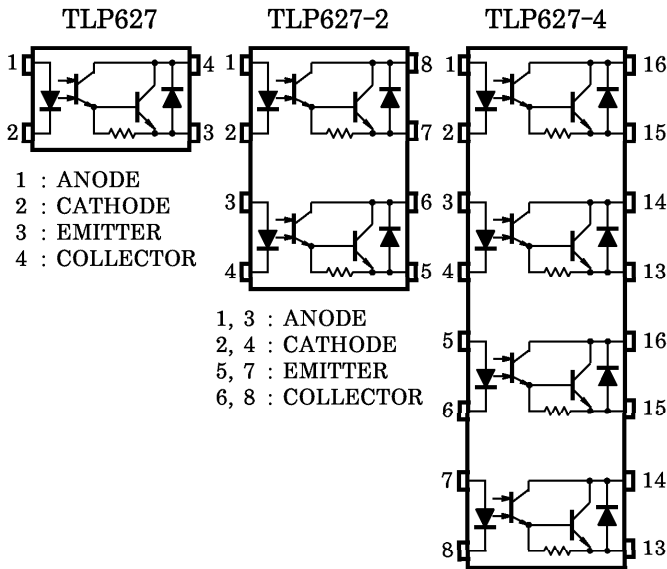 TLP627
1
4
2
3
1 : ANODE
2 : CATHODE
3 : EMITTER
4 : COLLECTOR
TLP627-2
1
8
2
7
3
6
4
5
1, 3 : ANODE
2, 4 : CATHODE
5, 7 : EMITTER
6, 8 : COLLECTOR
TLP627-4
1
16
2
15
3
14
4
13
5
16
6
15
7
14
8
13